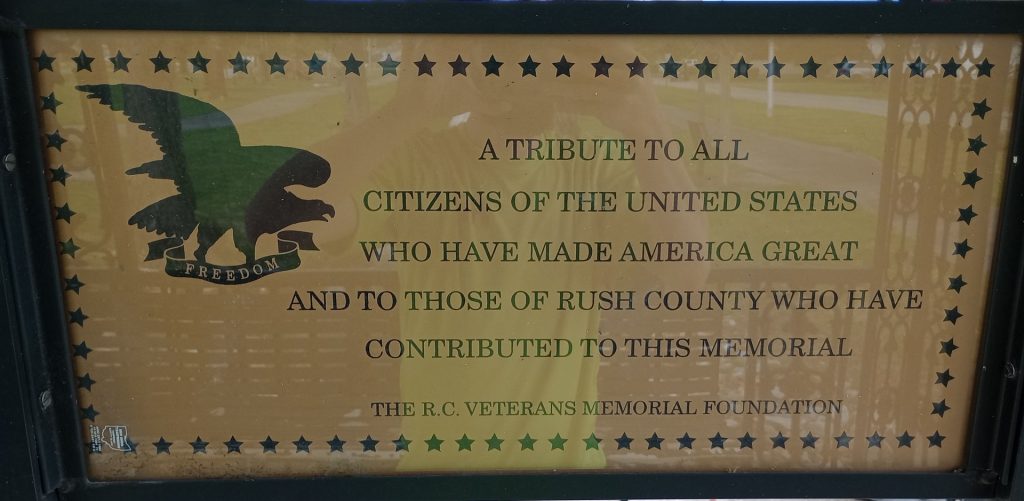 A TRIBUTE TO ALL
CITIZENS OF THE UNITED STATES
WHO HAVE MADE AMERICA GREAT
FREEDOM
AND TO THOSE OF RUSH COUNTY WHO HAVE
CONTRIBUTED TO THIS MEMORIAL
THE R.C. VETERANS MEMORIAL FOUNDATION